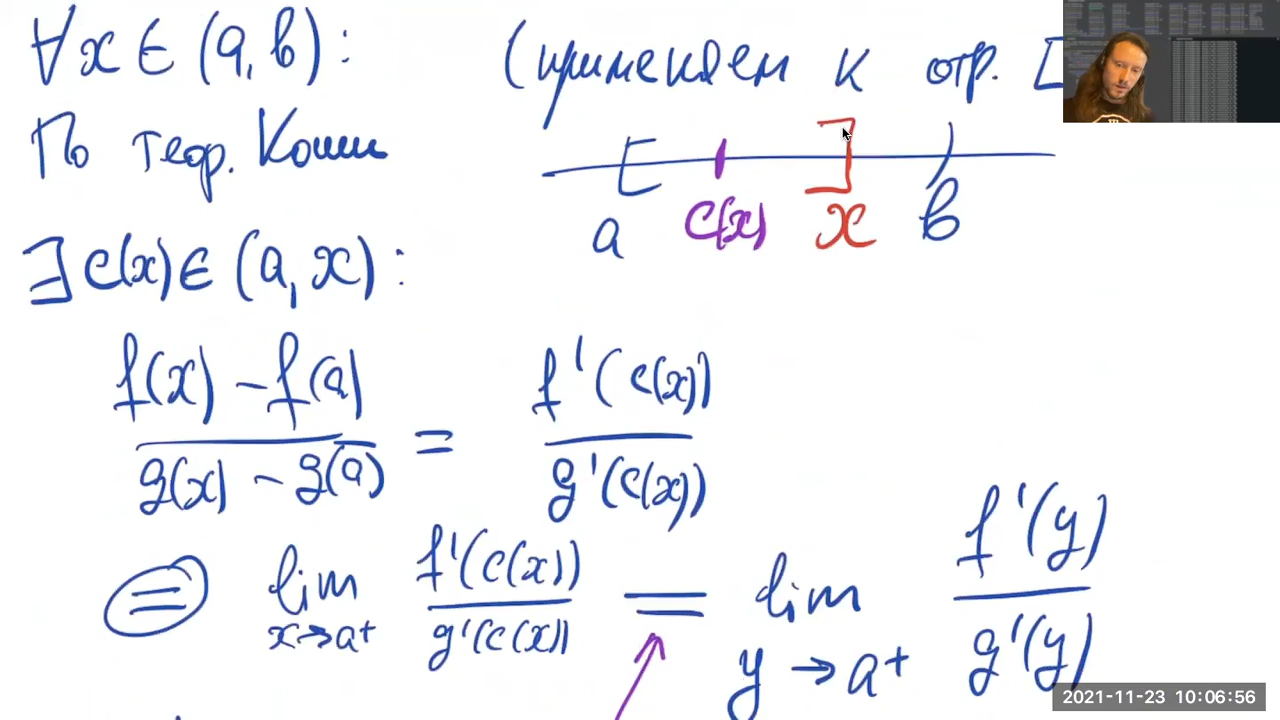 ∀x ∈ (a, b) : (применяем к отр. [
По теор. Коши
a c(x) x b
∃ c(x) ∈ (a, x) :
f(x) - f(a) / g(x) - g(a) = f'(c(x)) / g'(c(x))
= lim x→a+ f'(c(x)) / g'(c(x)) = lim y→a+ f'(y) / g'(y)
2021-11-23 10:06:56